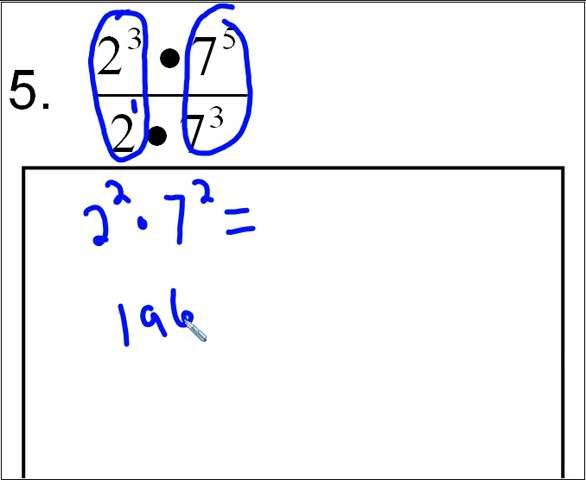 5. 2³ • 7⁵
2¹ • 7³
2² · 7² =
196